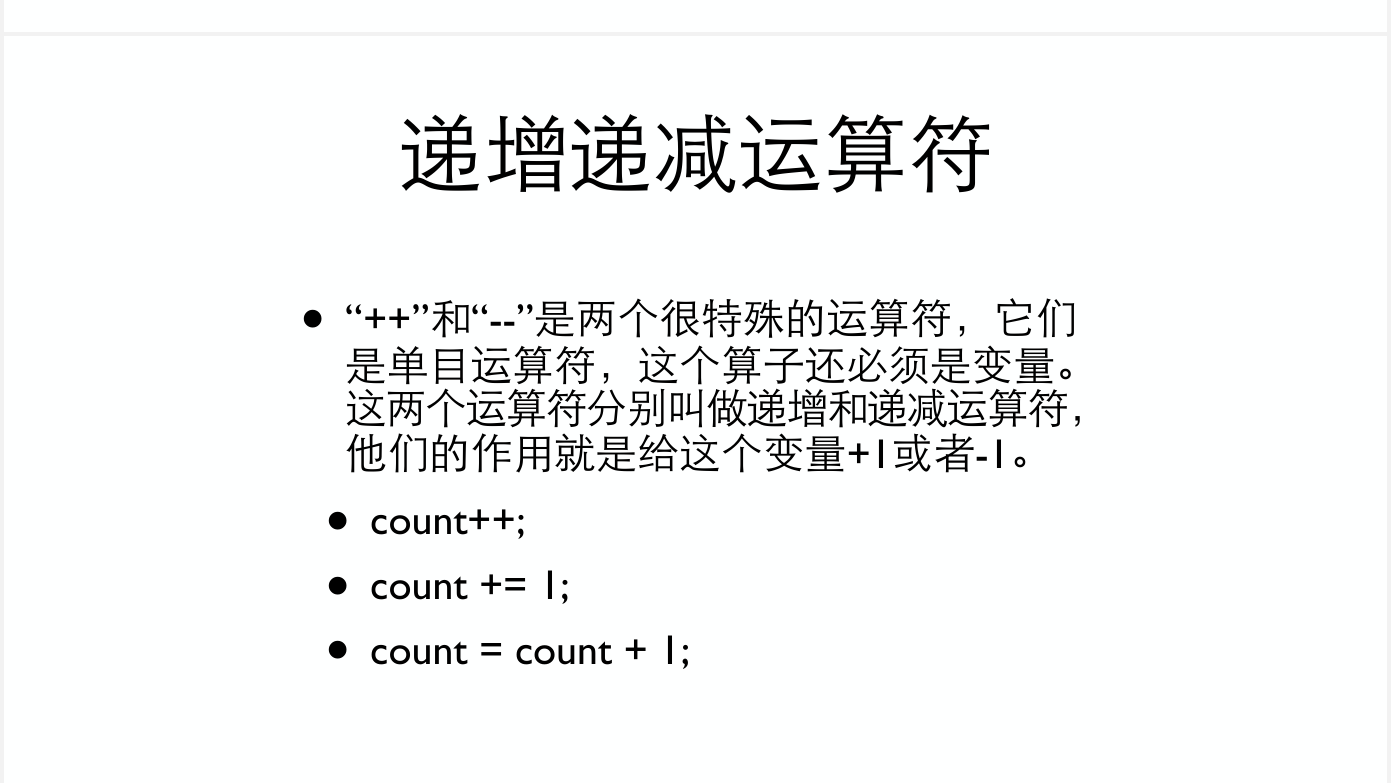 递增递减运算符
“++”和“--”是两个很特殊的运算符，它们
是单目运算符，这个算子还必须是变量。
这两个运算符分别叫做递增和递减运算符，
他们的作用就是给这个变量+1或者-1。
count++;
count += 1;
count = count + 1;